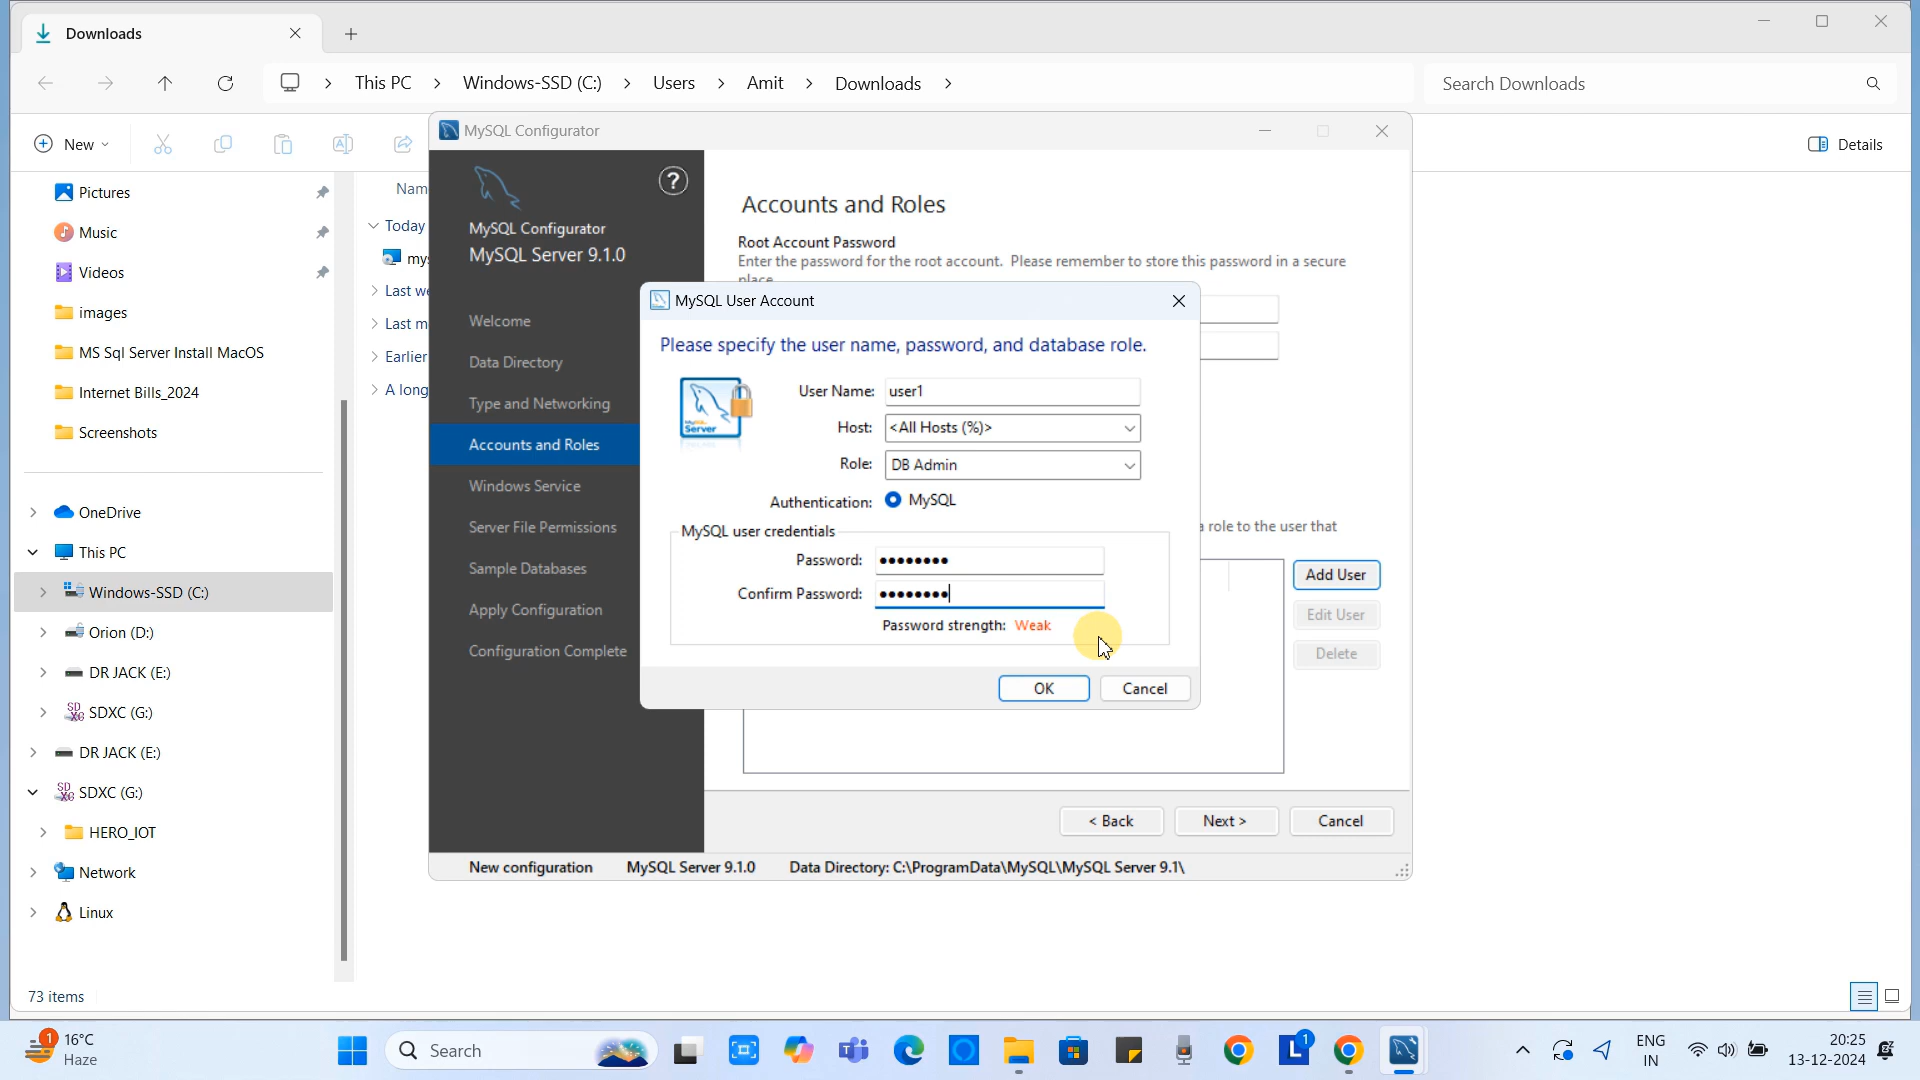 Downloads
This PC
Windows-SSD (C:)
Users
Amit
Downloads
Search Downloads
New
Details
MySQL Configurator
Pictures
Music
Videos
images
MS Sql Server Install MacOS
Internet Bills_2024
Screenshots
OneDrive
This PC
Windows-SSD (C:)
Orion (D:)
DR JACK (E:)
SDXC (G:)
DR JACK (E:)
SDXC (G:)
HERO_IOT
Network
Linux
73 items
Nam
Today
mys
Last we
Last m
Earlier
A long
?
MySQL Configurator
MySQL Server 9.1.0
Welcome
Data Directory
Type and Networking
Accounts and Roles
Windows Service
Server File Permissions
Sample Databases
Apply Configuration
Configuration Complete
Accounts and Roles
Root Account Password
Enter the password for the root account. Please remember to store this password in a secure
place.
MySQL User Account
Please specify the user name, password, and database role.
User Name: user1
Host: <All Hosts (%)>
Role: DB Admin
Authentication: MySQL
MySQL user credentials
Password: ●●●●●●●●
Confirm Password: ●●●●●●●●
Password strength: Weak
OK
Cancel
Server
a role to the user that
Add User
Edit User
Delete
< Back
Next >
Cancel
New configuration
MySQL Server 9.1.0
Data Directory: C:\ProgramData\MySQL\MySQL Server 9.1\
1
16°C
Haze
Search
L
1
ENG
IN
20:25
13-12-2024